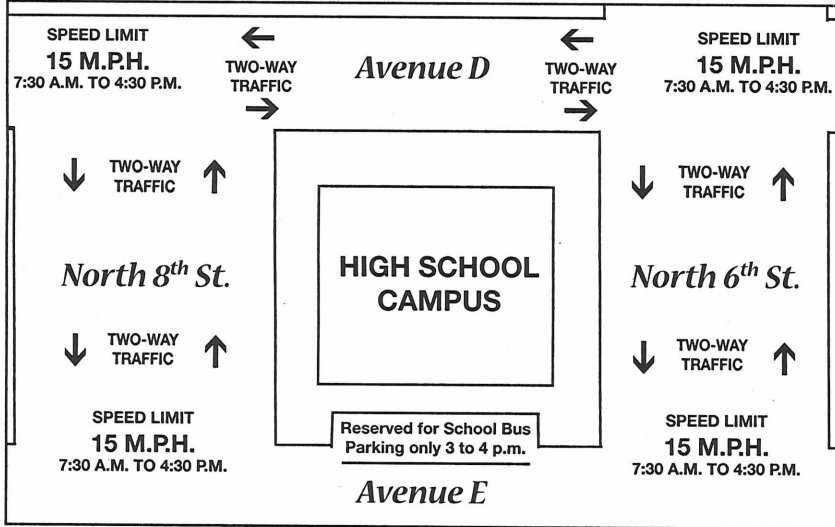 SPEED LIMIT
15 M.P.H.
7:30 A.M. TO 4:30 P.M.
TWO-WAY
TRAFFIC
Avenue D
TWO-WAY
TRAFFIC
SPEED LIMIT
15 M.P.H.
7:30 A.M. TO 4:30 P.M.
TWO-WAY
TRAFFIC
TWO-WAY
TRAFFIC
North 8th St.
HIGH SCHOOL
CAMPUS
North 6th St.
TWO-WAY
TRAFFIC
TWO-WAY
TRAFFIC
SPEED LIMIT
15 M.P.H.
7:30 A.M. TO 4:30 P.M.
Reserved for School Bus
Parking only 3 to 4 p.m.
SPEED LIMIT
15 M.P.H.
7:30 A.M. TO 4:30 P.M.
Avenue E